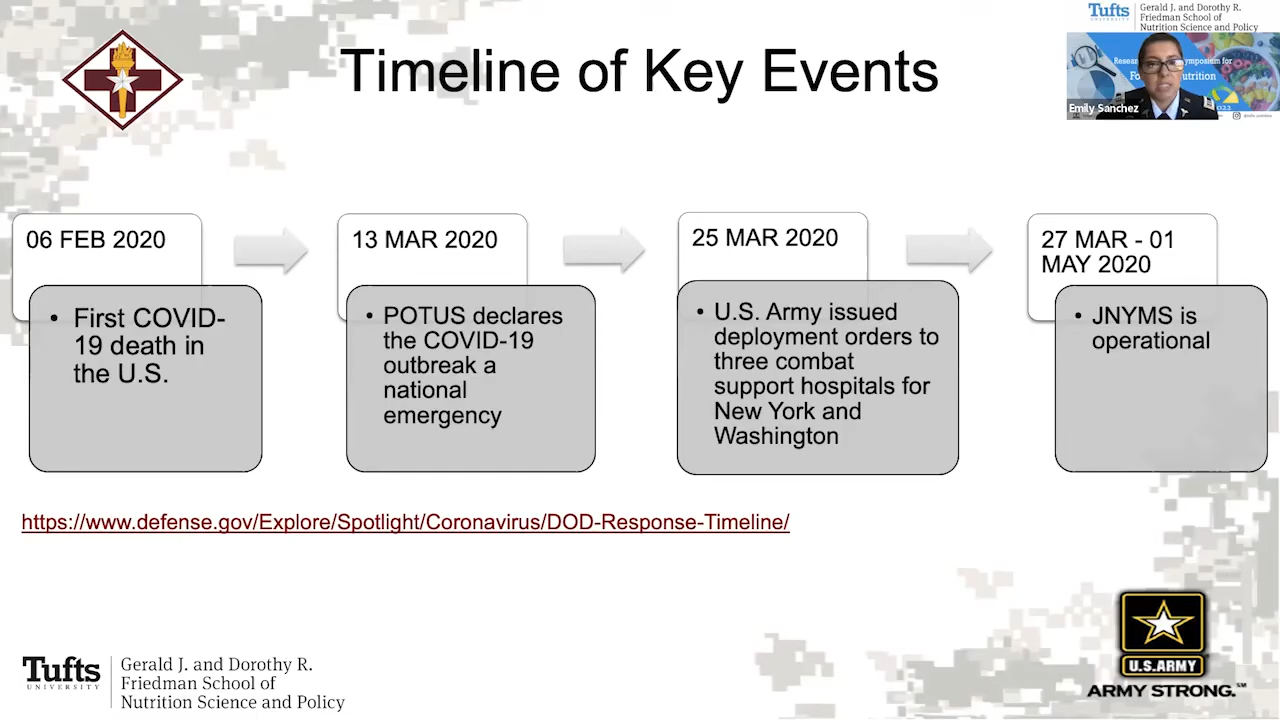 Timeline of Key Events
Tufts
UNIVERSITY
Gerald J. and Dorothy R.
Friedman School of
Nutrition Science and Policy
Emily Sanchez
06 FEB 2020
• First COVID-
19 death in
the U.S.
13 MAR 2020
• POTUS declares
the COVID-19
outbreak a
national
emergency
25 MAR 2020
• U.S. Army issued
deployment orders to
three combat
support hospitals for
New York and
Washington
27 MAR - 01
MAY 2020
• JNYMS is
operational
https://www.defense.gov/Explore/Spotlight/Coronavirus/DOD-Response-Timeline/
Tufts
UNIVERSITY
Gerald J. and Dorothy R.
Friedman School of
Nutrition Science and Policy
U.S.ARMY
ARMY STRONG.℠